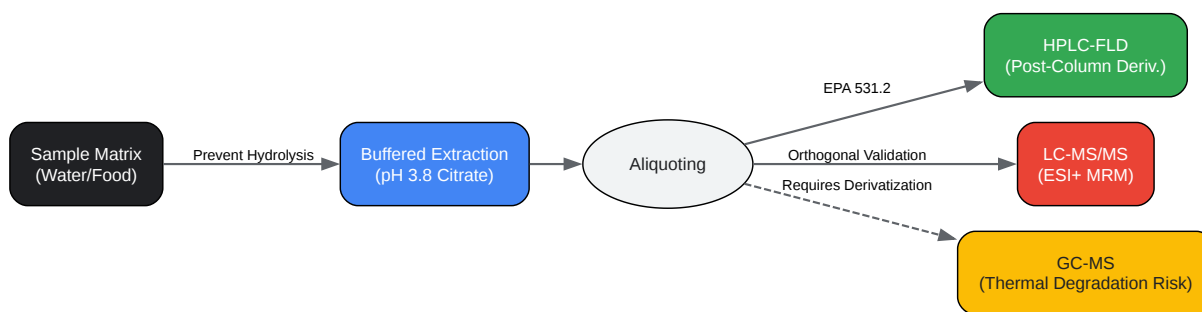 Sample Matrix
(Water/Food)
Prevent Hydrolysis
Buffered Extraction
(pH 3.8 Citrate)
Aliquoting
EPA 531.2
HPLC-FLD
(Post-Column Deriv.)
Orthogonal Validation
LC-MS/MS
(ESI+ MRM)
Requires Derivatization
GC-MS
(Thermal Degradation Risk)